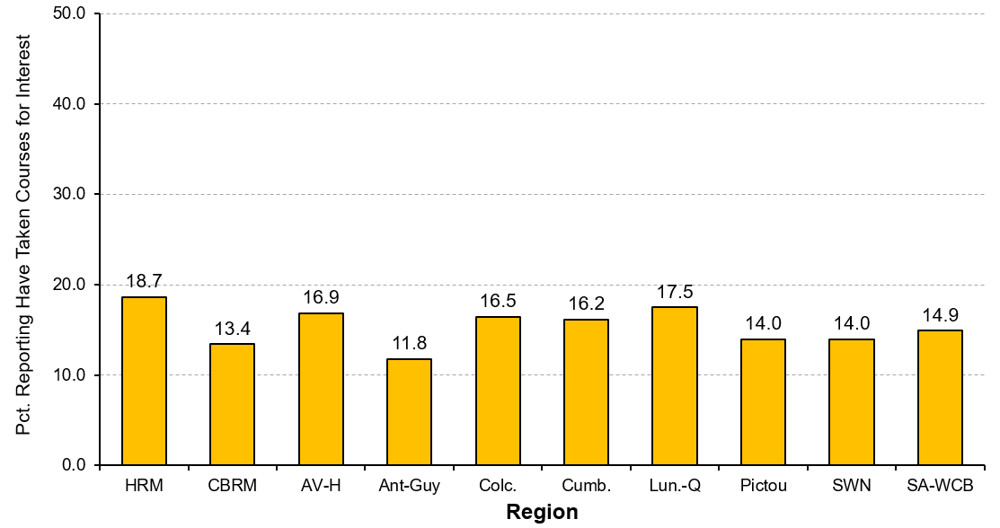 Pct. Reporting Have Taken Courses for Interest
50.0
40.0
30.0
20.0
10.0
0.0
18.7
13.4
16.9
11.8
16.5
16.2
17.5
14.0
14.0
14.9
HRM
CBRM
AV-H
Ant-Guy
Colc.
Cumb.
Lun.-Q
Pictou
SWN
SA-WCB
Region